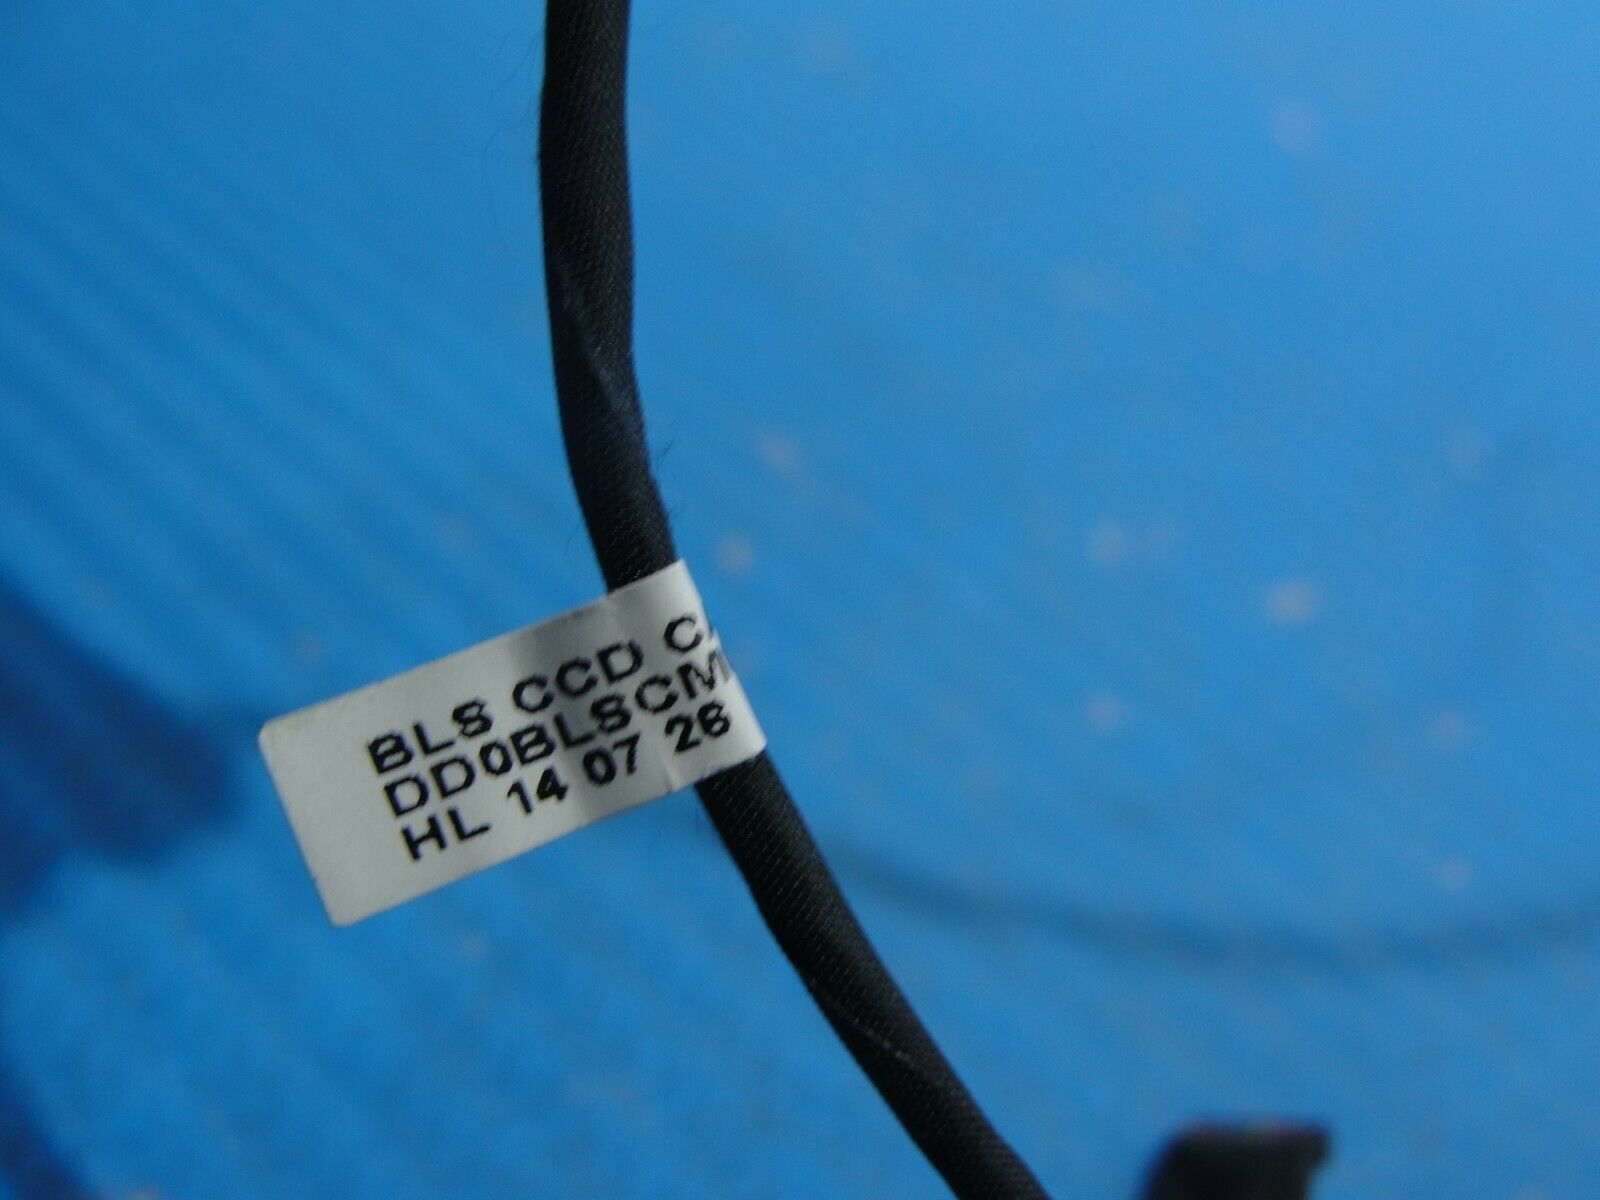 BLS CCD CA
DD0BLSCM
HL 14 07 26